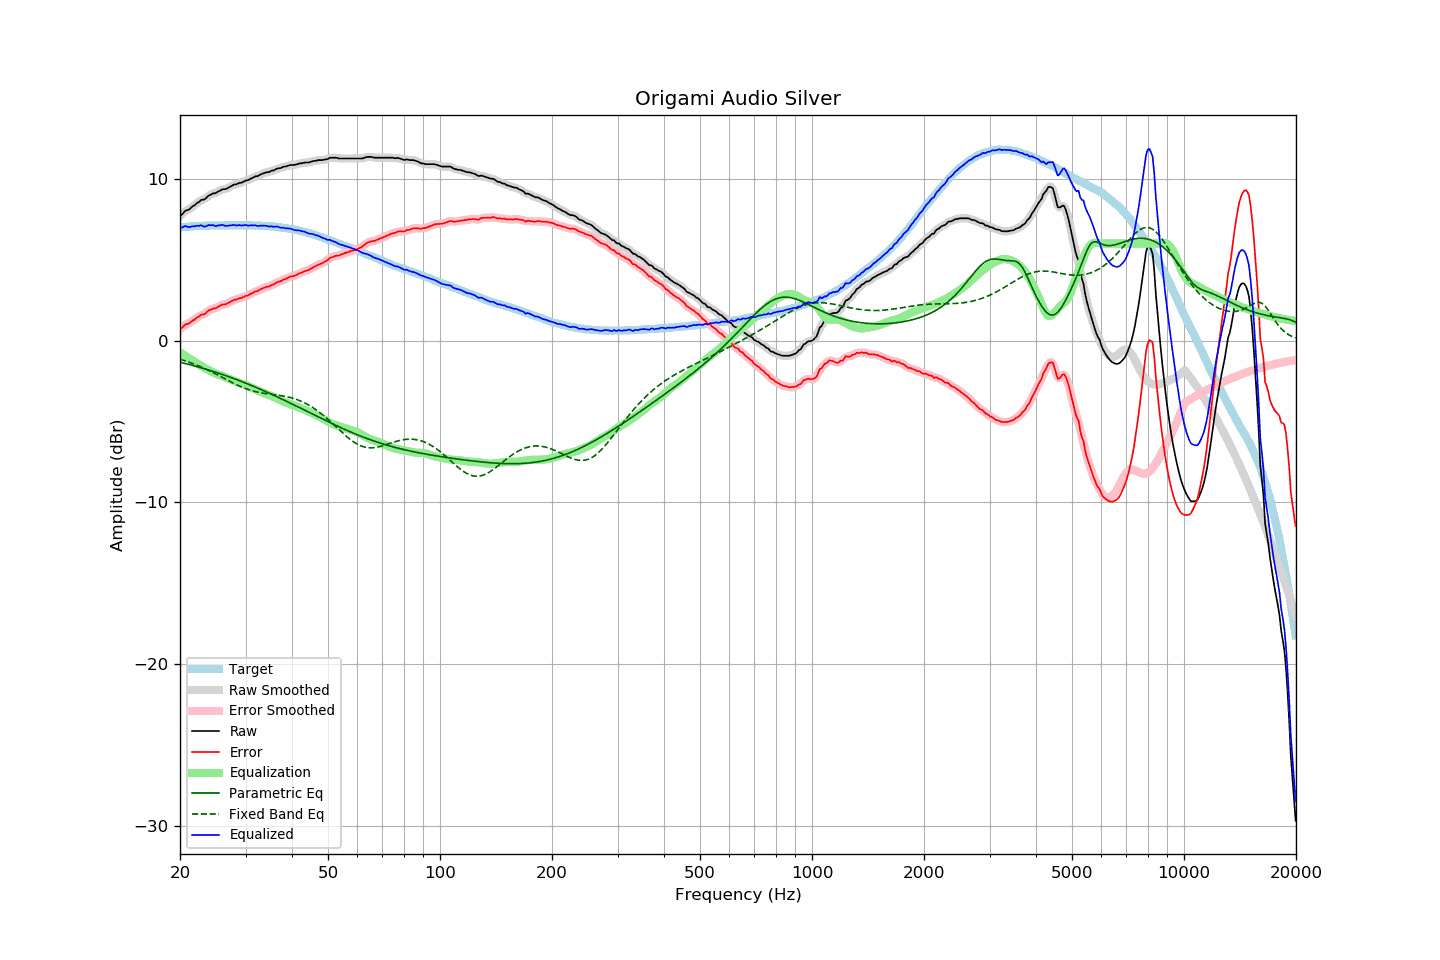 Origami Audio Silver
Amplitude (dBr)
10
0
−10
−20
−30
Target
Raw Smoothed
Error Smoothed
Raw
Error
Equalization
Parametric Eq
Fixed Band Eq
Equalized
20 50 100 200 500 1000 2000 5000 10000 20000
Frequency (Hz)